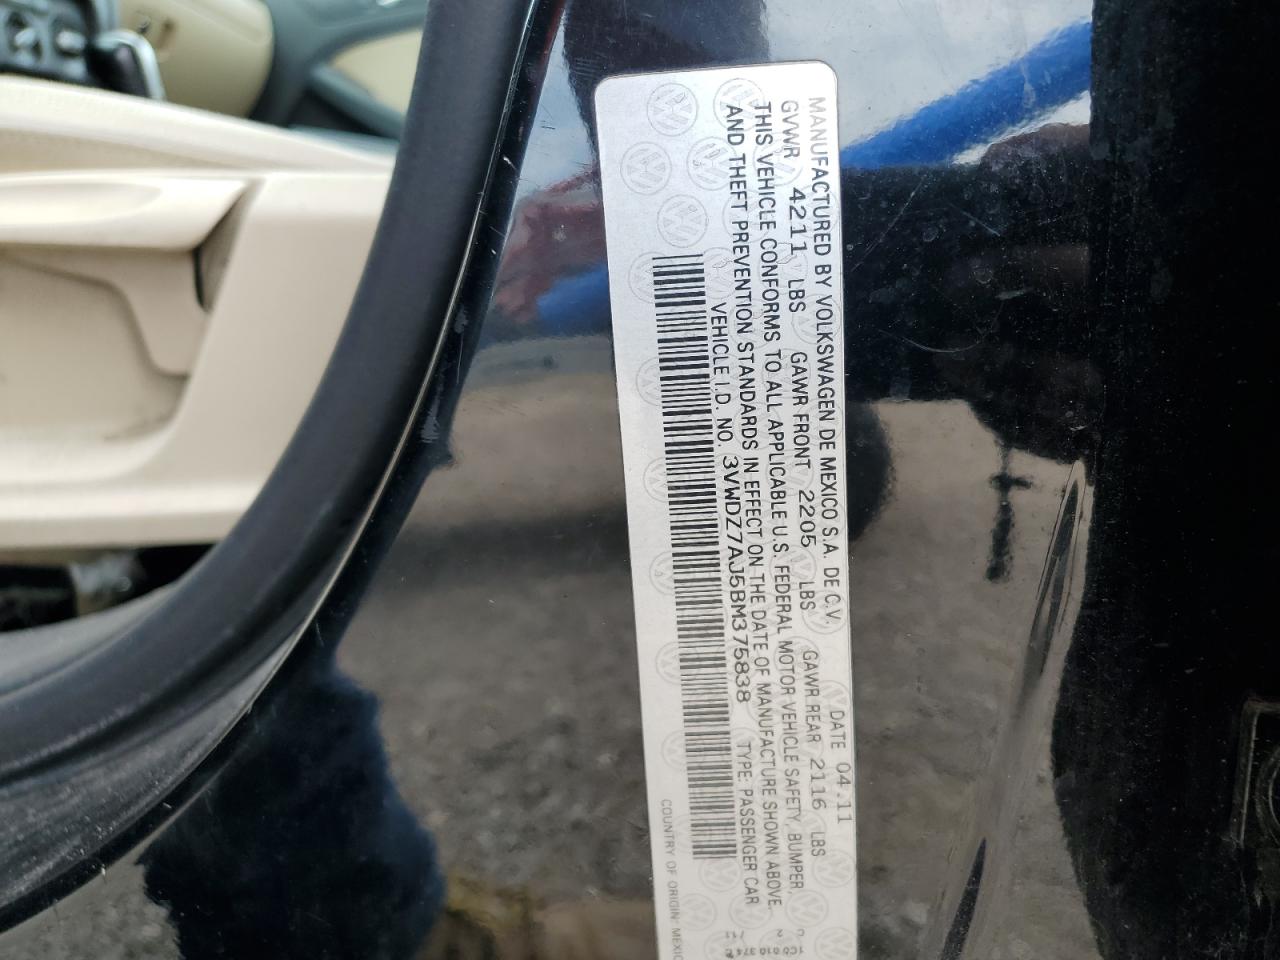 MANUFACTURED BY VOLKSWAGEN DE MEXICO S.A. DE C.V. DATE 04.11
GVWR 4211 LBS GAWR FRONT 2205 LBS GAWR REAR 2116 LBS
THIS VEHICLE CONFORMS TO ALL APPLICABLE U.S. FEDERAL MOTOR VEHICLE SAFETY, BUMPER,
AND THEFT PREVENTION STANDARDS IN EFFECT ON THE DATE OF MANUFACTURE SHOWN ABOVE.
VEHICLE I.D. NO. 3VWDZ7AJ5BM375838 TYPE: PASSENGER CAR
COUNTRY OF ORIGIN: MEXIC